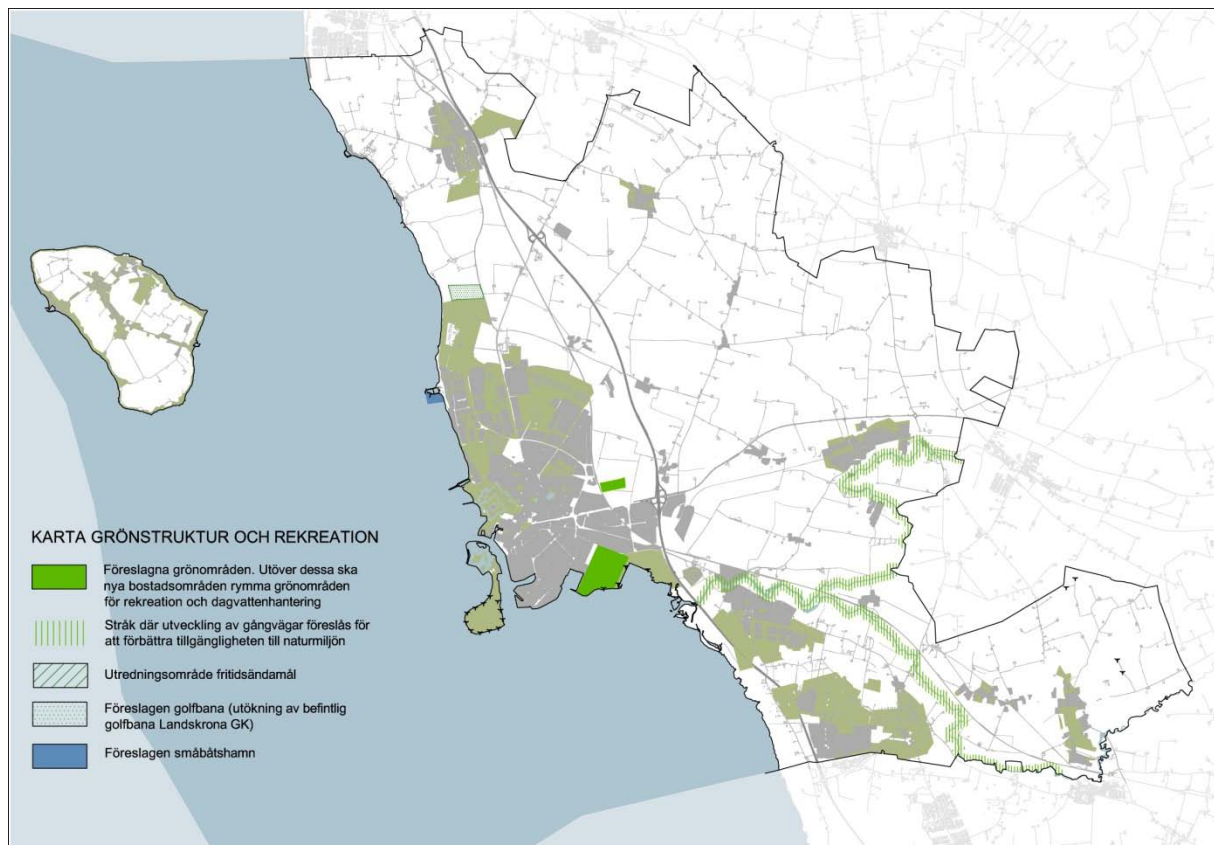 KARTA GRÖNSTRUKTUR OCH REKREATION
Föreslagna grönområden. Utöver dessa ska
nya bostadsområden rymma grönområden
för rekreation och dagvattenhantering
Stråk där utveckling av gångvägar föreslås för
att förbättra tillgängligheten till naturmiljön
Utredningsområde fritidsändamål
Föreslagen golfbana (utökning av befintlig
golfbana Landskrona GK)
Föreslagen småbåtshamn